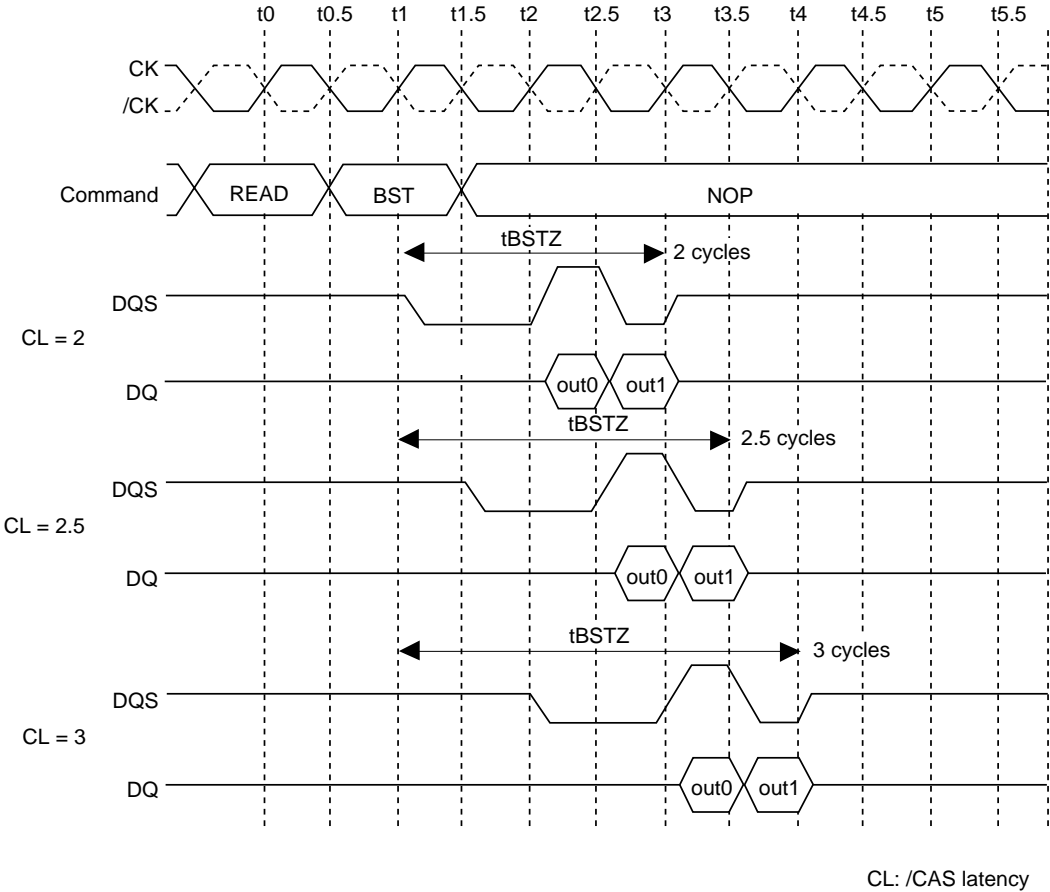 t0 t0.5 t1 t1.5 t2 t2.5 t3 t3.5 t4 t4.5 t5 t5.5
CK
/CK
Command READ BST NOP
tBSTZ 2 cycles
DQS
CL = 2
DQ out0 out1
tBSTZ 2.5 cycles
DQS
CL = 2.5
DQ out0 out1
tBSTZ 3 cycles
DQS
CL = 3
DQ out0 out1
CL: /CAS latency